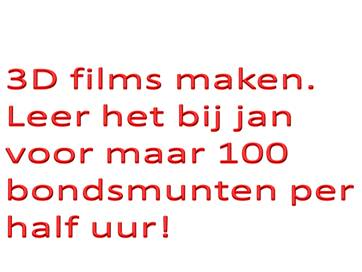 3D films maken.
Leer het bij jan
voor maar 100
bondsmunten per
half uur!